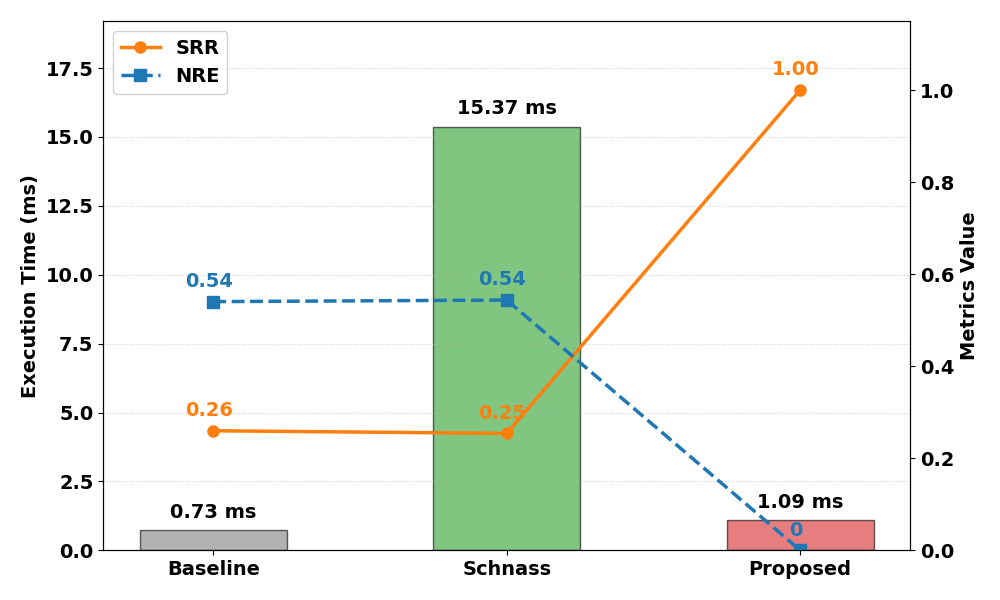 SRR
NRE
17.5
15.0
12.5
10.0
7.5
5.0
2.5
0.0
Execution Time (ms)
1.0
0.8
0.6
0.4
0.2
0.0
Metrics Value
0.54
0.26
0.73 ms
15.37 ms
0.54
0.25
1.00
1.09 ms
0
Baseline
Schnass
Proposed